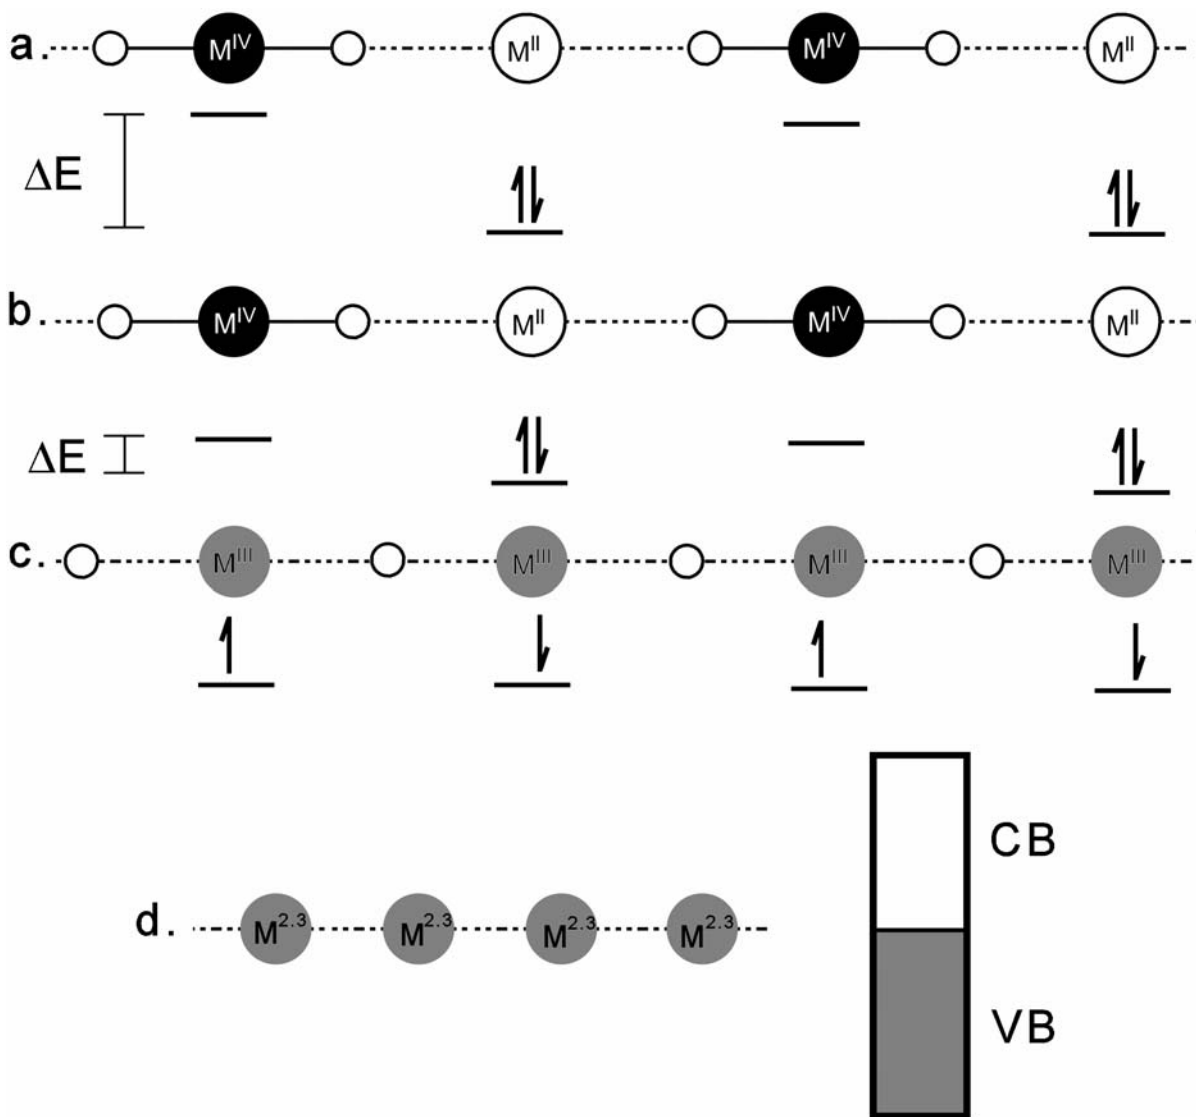 a. M^IV M^II M^IV M^II
ΔE
b. M^IV M^II M^IV M^II
ΔE
c. M^III M^III M^III M^III
CB
d. M^2.3 M^2.3 M^2.3 M^2.3
VB